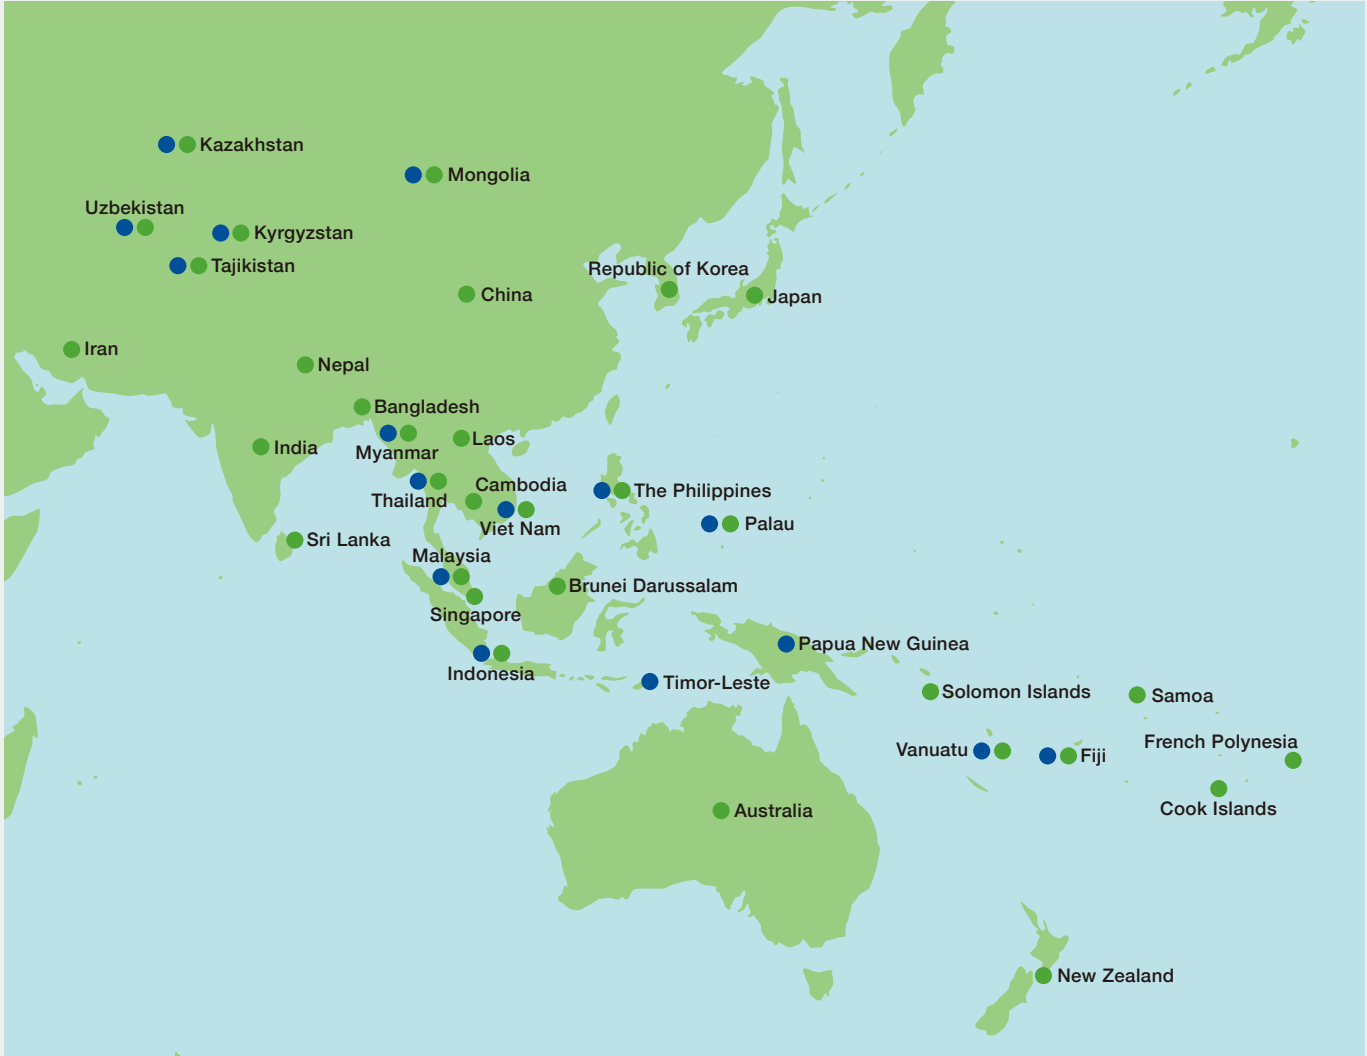 Kazakhstan
Mongolia
Uzbekistan
Kyrgyzstan
Tajikistan
Republic of Korea
China
Japan
Iran
Nepal
Bangladesh
Laos
India
Myanmar
Cambodia
The Philippines
Thailand
Viet Nam
Palau
Sri Lanka
Malaysia
Brunei Darussalam
Singapore
Papua New Guinea
Indonesia
Timor-Leste
Solomon Islands
Samoa
French Polynesia
Vanuatu
Fiji
Cook Islands
Australia
New Zealand